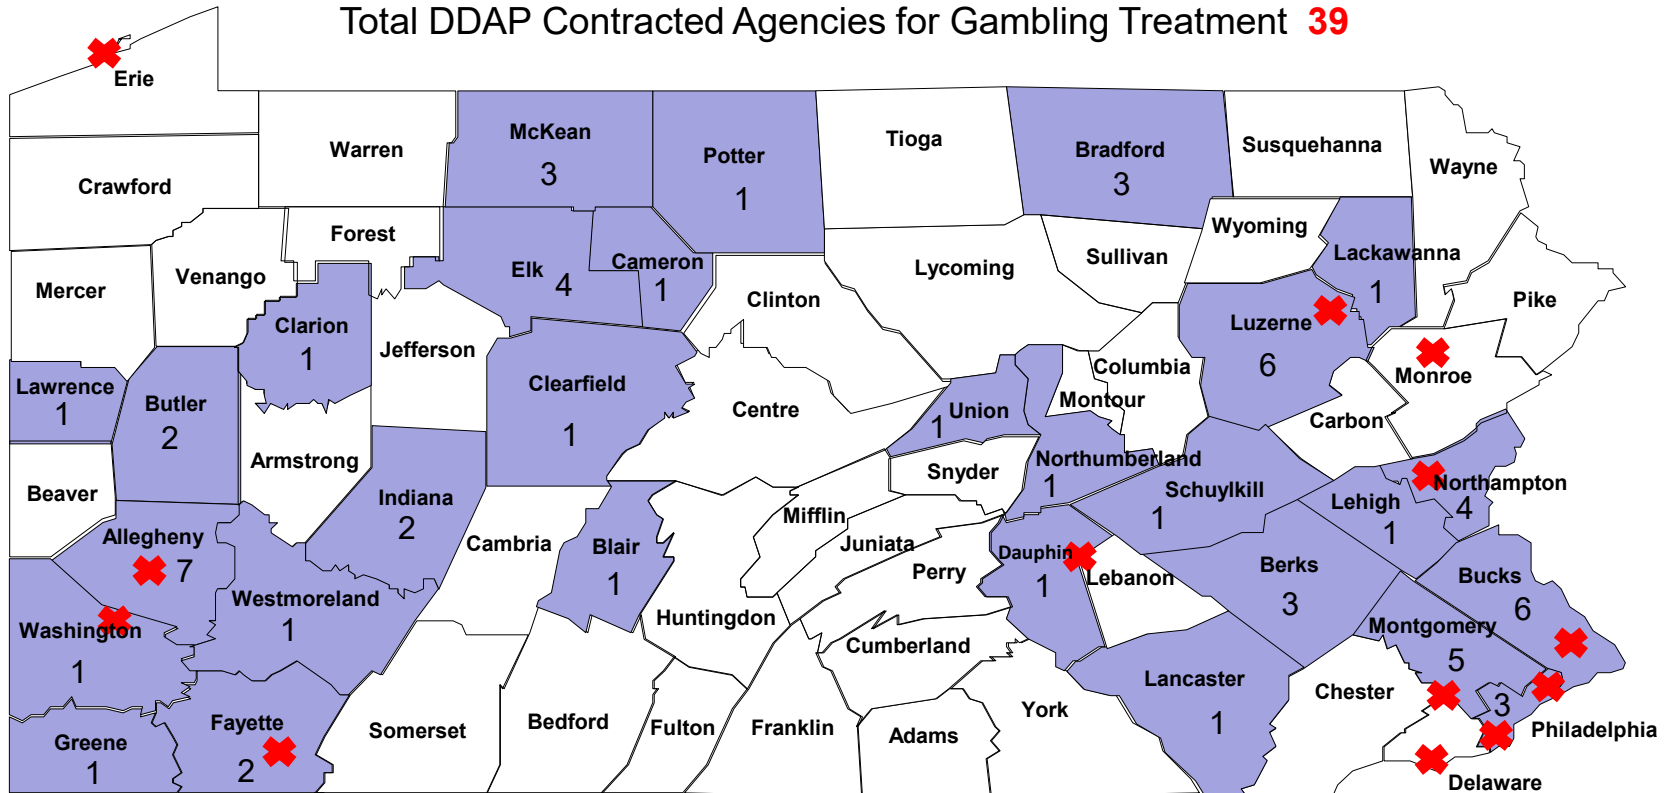 Total DDAP Contracted Agencies for Gambling Treatment 39
Erie
Crawford
Warren
McKean
3
Potter
1
Tioga
Bradford
3
Susquehanna
Wayne
Forest
Venango
Mercer
Elk 4
Cameron
1
Clinton
Lycoming
Sullivan
Wyoming
Lackawanna
1
Pike
Clarion
1
Jefferson
Luzerne
6
Monroe
Lawrence
1
Butler
2
Clearfield
1
Centre
Union
1
Columbia
Montour
Carbon
Beaver
Armstrong
Indiana
2
Snyder
Northumberland
1
Schuylkill
1
Lehigh
1
Northampton
4
Allegheny
7
Cambria
Blair
1
Mifflin
Juniata
Perry
Dauphin
1
Lebanon
Berks
3
Bucks
6
Washington
1
Westmoreland
1
Huntingdon
Cumberland
Montgomery
5
Lancaster
1
Chester
3
Philadelphia
Greene
1
Fayette
2
Somerset
Bedford
Fulton
Franklin
Adams
York
Delaware